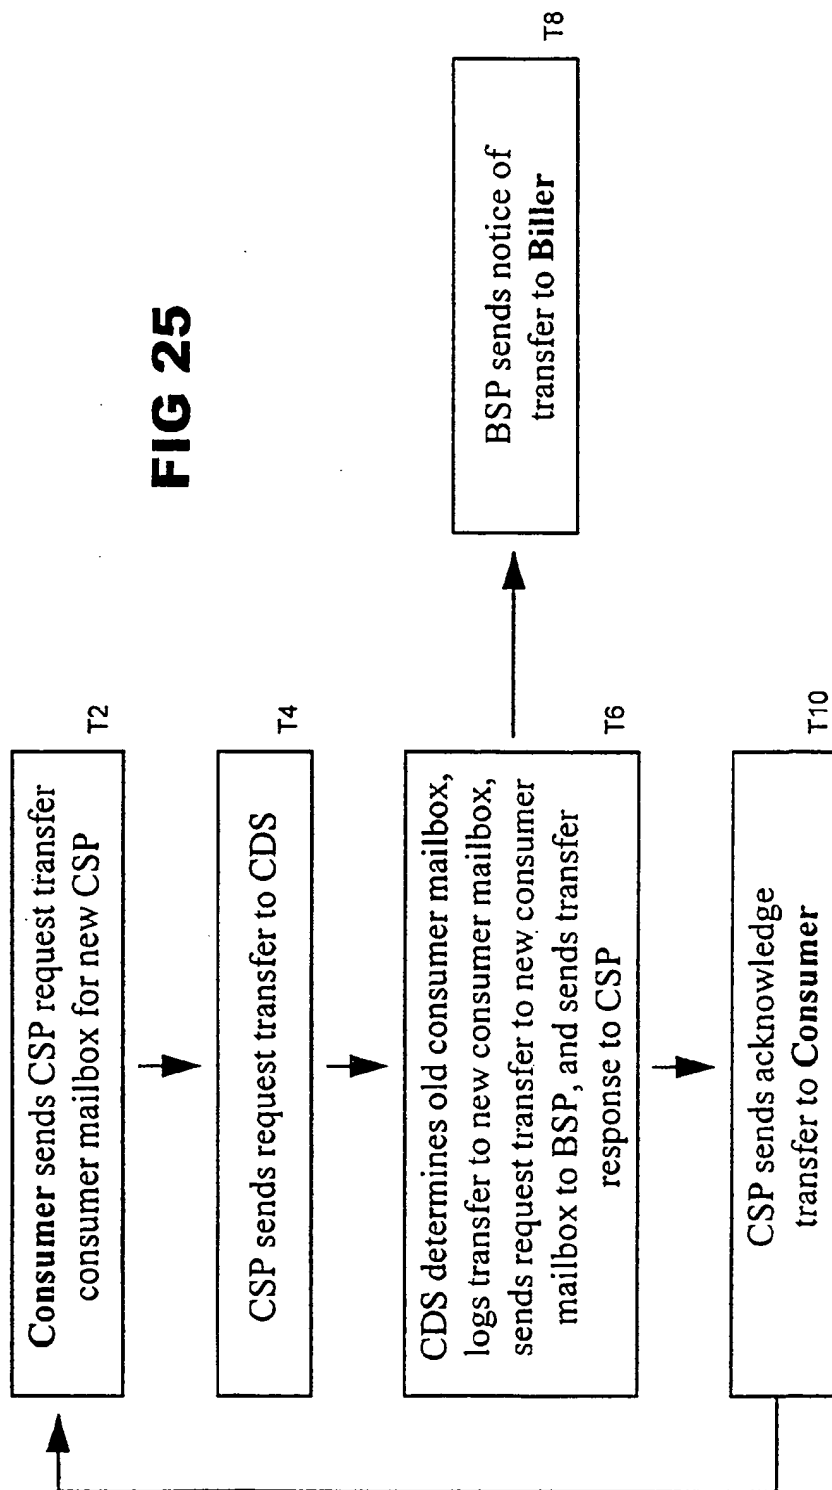 FIG 25
Consumer sends CSP request transfer
consumer mailbox for new CSP
T2
CSP sends request transfer to CDS
T4
CDS determines old consumer mailbox,
logs transfer to new consumer mailbox,
sends request transfer to new consumer
mailbox to BSP, and sends transfer
response to CSP
T6
BSP sends notice of
transfer to Biller
T8
CSP sends acknowledge
transfer to Consumer
T10